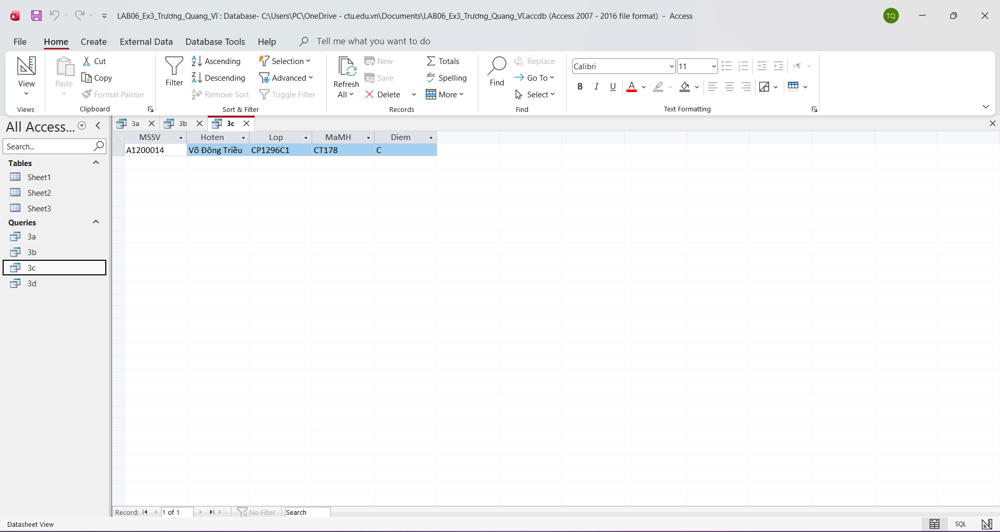 LAB06_Ex3_Trương_Quang_Vĩ : Database- C:\Users\PC\OneDrive - ctu.edu.vn\Documents\LAB06_Ex3_Trương_Quang_Vĩ.accdb (Access 2007 - 2016 file format) - Access
TQ
File Home Create External Data Database Tools Help Tell me what you want to do
View
Views
Paste
Cut
Copy
Format Painter
Clipboard
Filter
Ascending
Descending
Remove Sort
Selection
Advanced
Toggle Filter
Sort & Filter
Refresh
All
New
Save
Delete
Totals
Spelling
More
Records
Find
Replace
Go To
Select
Find
Calibri 11
B I U A
Text Formatting
All Access...
Search...
Tables
Sheet1
Sheet2
Sheet3
Queries
3a
3b
3c
3d
3a 3b 3c
MSSV Hoten Lop MaMH Diem
A1200014 Võ Đông Triều CP1296C1 CT178 C
Record: 1 of 1 No Filter Search
Datasheet View SQL